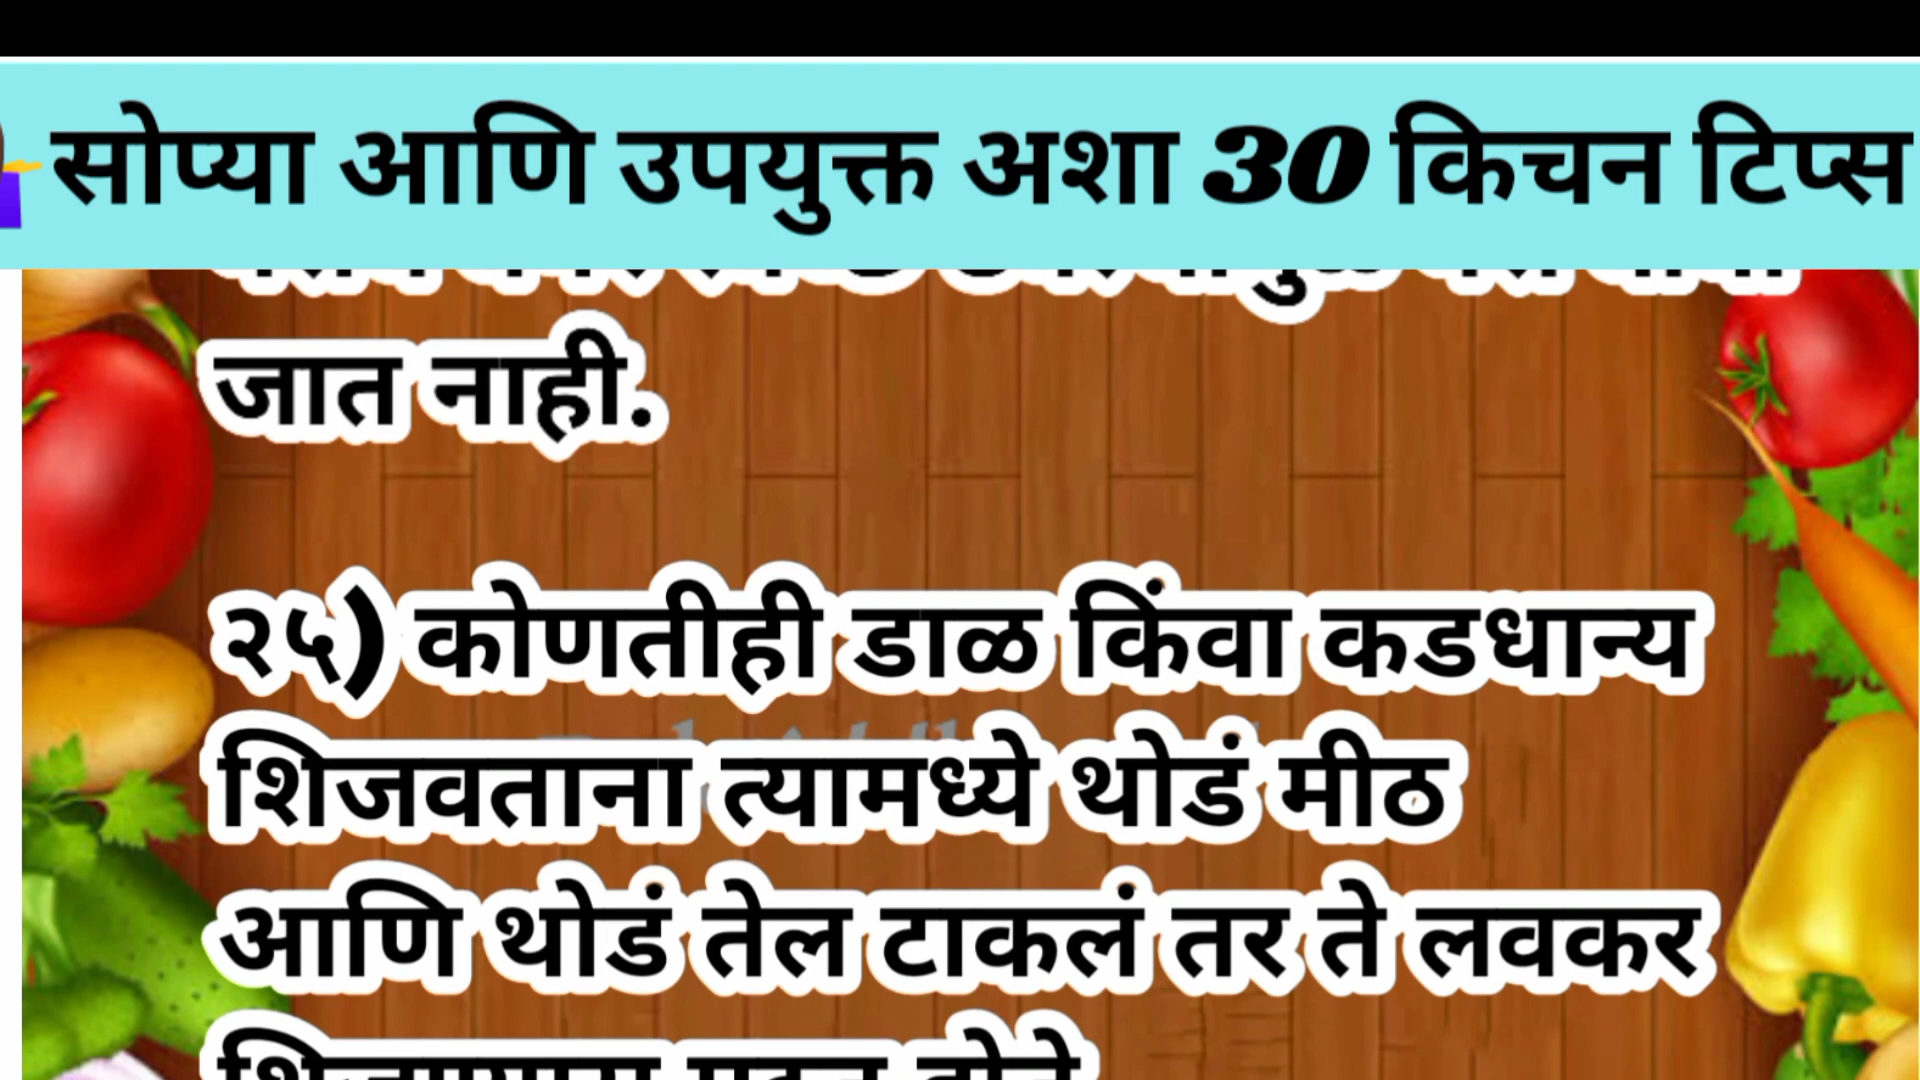 सोप्या आणि उपयुक्त अशा 30 किचन टिप्स
जात नाही.
२५) कोणतीही डाळ किंवा कडधान्य
शिजवताना त्यामध्ये थोडं मीठ
आणि थोडं तेल टाकलं तर ते लवकर